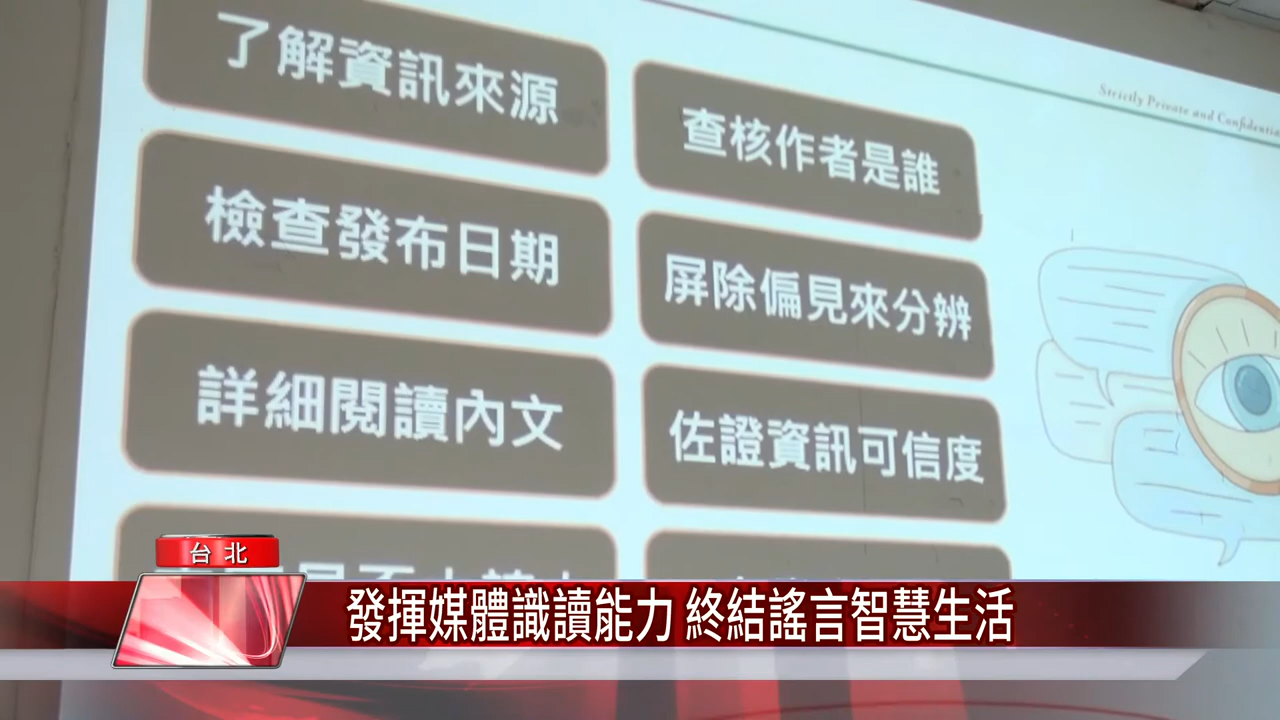 了解資訊來源
查核作者是誰
Strictly Private and Confidential
檢查發布日期
屏除偏見來分辨
詳細閱讀內文
佐證資訊可信度
台北
發揮媒體識讀能力 終結謠言智慧生活